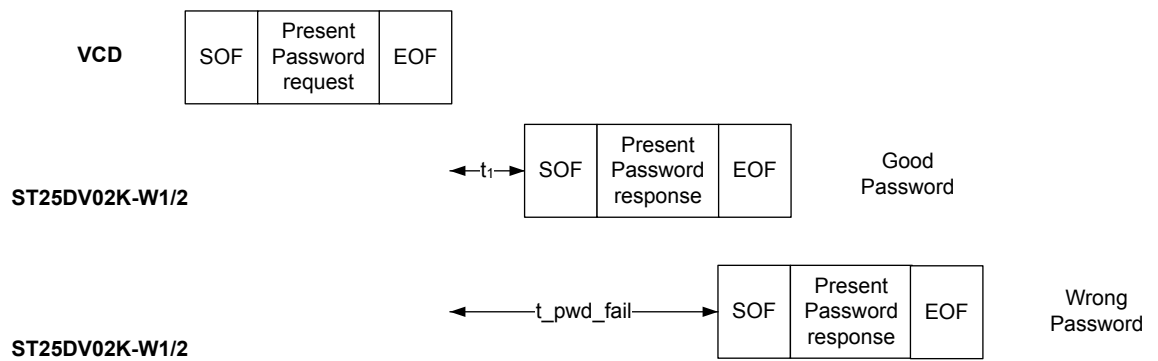 VCD
SOF
Present
Password
request
EOF
ST25DV02K-W1/2
t1
SOF
Present
Password
response
EOF
Good
Password
ST25DV02K-W1/2
t_pwd_fail
SOF
Present
Password
response
EOF
Wrong
Password